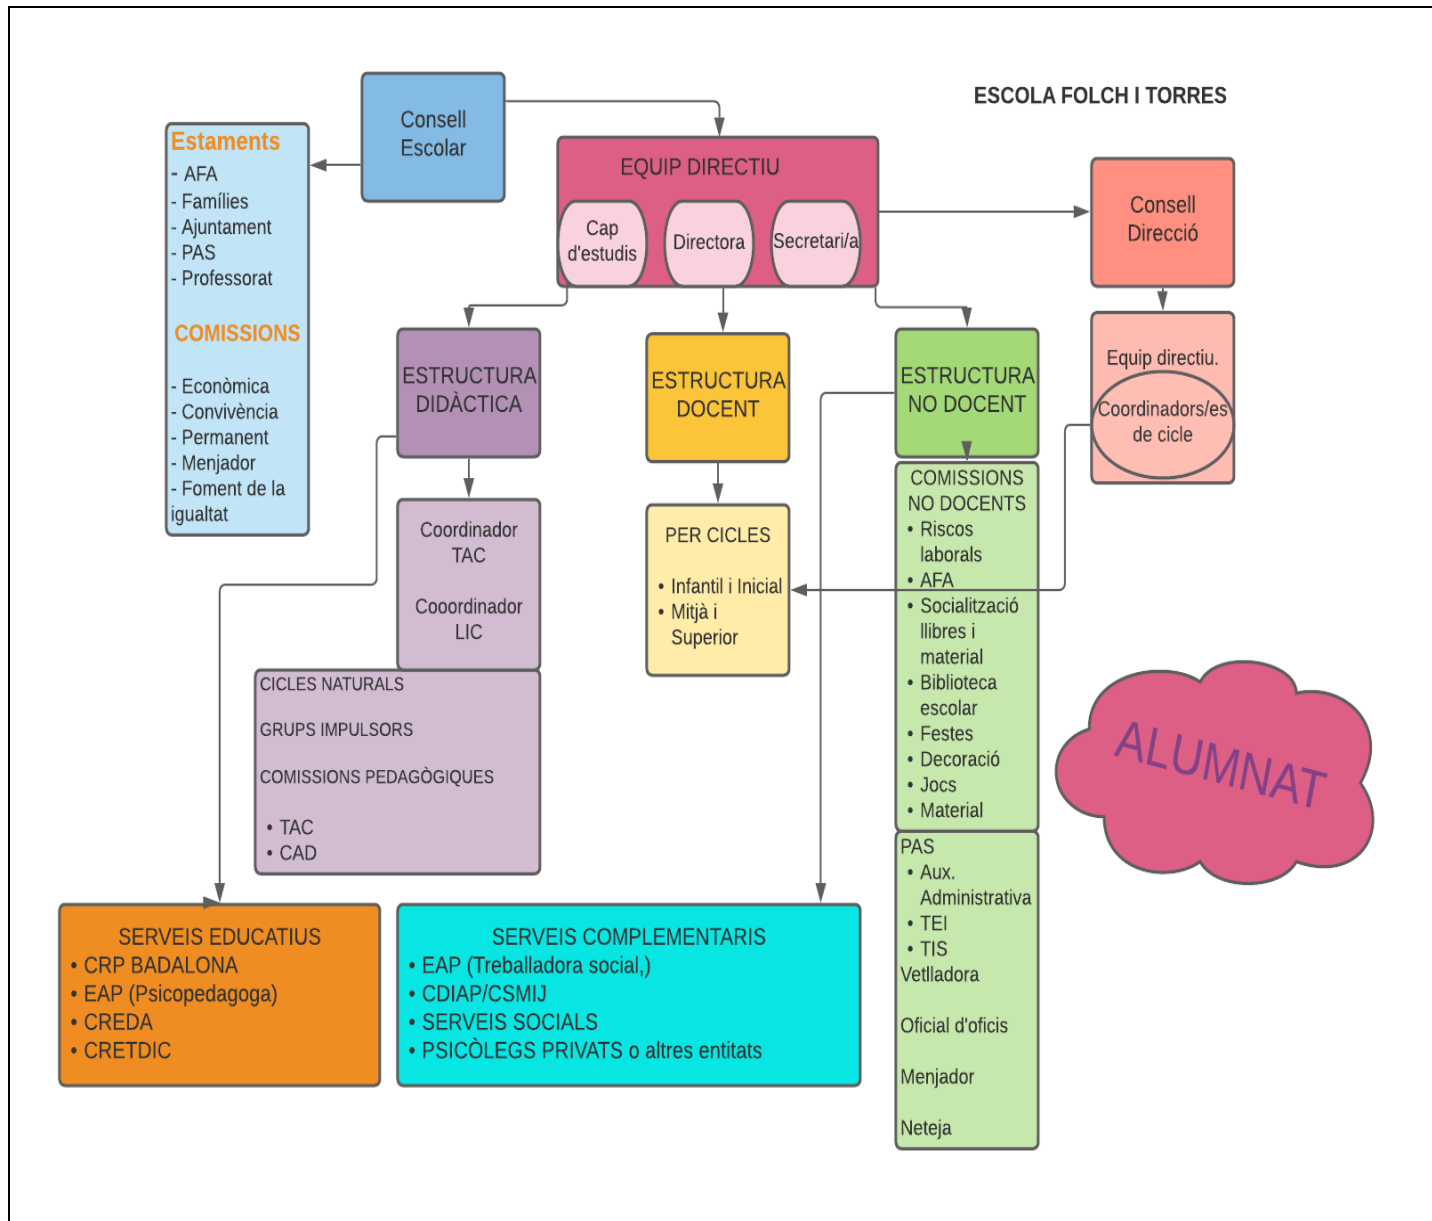 ESCOLA FOLCH I TORRES
Consell
Escolar
Estaments
- AFA
- Famílies
- Ajuntament
- PAS
- Professorat
COMISSIONS
- Econòmica
- Convivència
- Permanent
- Menjador
- Foment de la
igualtat
EQUIP DIRECTIU
Cap
d'estudis
Directora
Secretari/a
Consell
Direcció
Equip directiu.
Coordinadors/es
de cicle
ESTRUCTURA
DIDÀCTICA
ESTRUCTURA
DOCENT
ESTRUCTURA
NO DOCENT
Coordinador
TAC
Cooordinador
LIC
CICLES NATURALS
GRUPS IMPULSORS
COMISSIONS PEDAGÒGIQUES
• TAC
• CAD
PER CICLES
• Infantil i Inicial
• Mitjà i
Superior
COMISSIONS
NO DOCENTS
• Riscos
laborals
• AFA
• Socialització
llibres i
material
• Biblioteca
escolar
• Festes
• Decoració
• Jocs
• Material
PAS
• Aux.
Administrativa
• TEI
• TIS
Vetlladora
Oficial d'oficis
Menjador
Neteja
ALUMNAT
SERVEIS EDUCATIUS
• CRP BADALONA
• EAP (Psicopedagoga)
• CREDA
• CRETDIC
SERVEIS COMPLEMENTARIS
• EAP (Treballadora social,)
• CDIAP/CSMIJ
• SERVEIS SOCIALS
• PSICÒLEGS PRIVATS o altres entitats